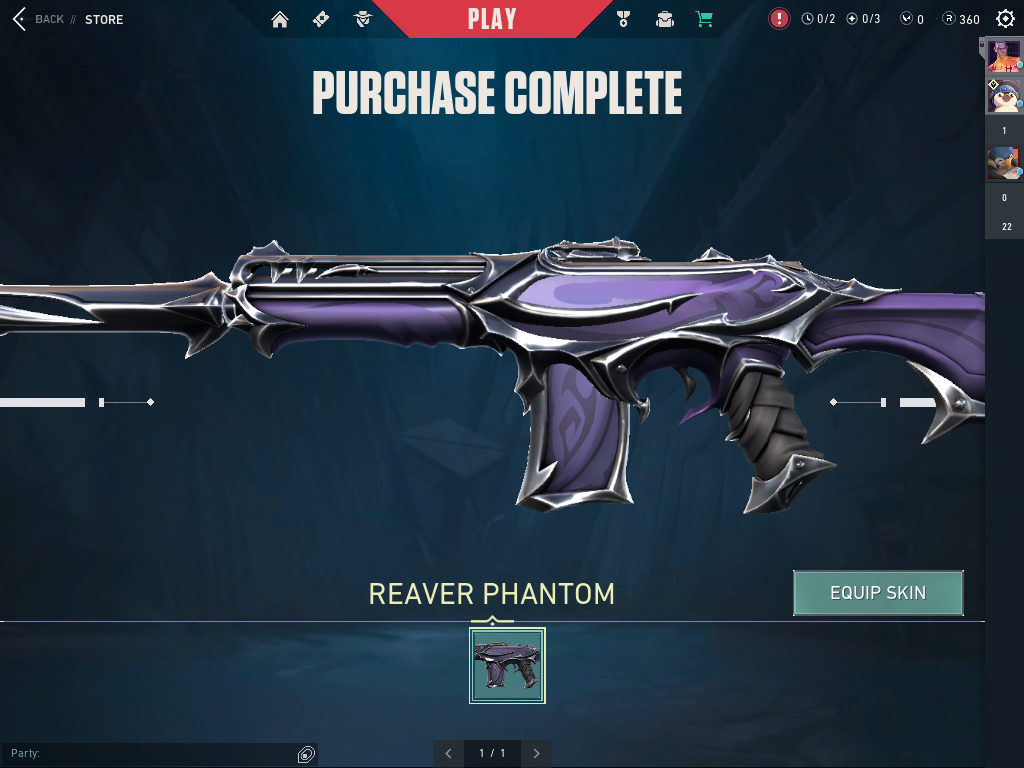 BACK // STORE
PLAY
0/2
0/3
0
360
PURCHASE COMPLETE
1
0
22
REAVER PHANTOM
EQUIP SKIN
Party:
1 / 1